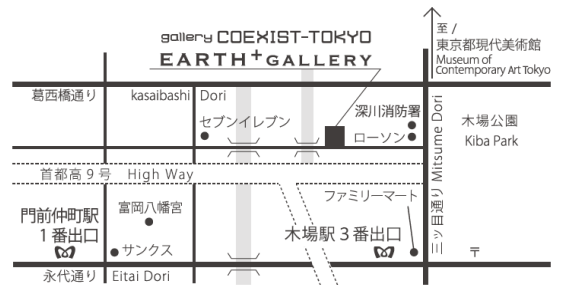 gallery COEXIST-TOKYO
EARTH+GALLERY
至 /
東京都現代美術館
Museum of
Contemporary Art Tokyo
葛西橋通り kasaibashi Dori
セブンイレブン
深川消防署
ローソン
木場公園
Kiba Park
三ッ目通り Mitsume Dori
首都高9号 High Way
富岡八幡宮
ファミリーマート
門前仲町駅
1番出口
サンクス
木場駅3番出口
〒
永代通り Eitai Dori